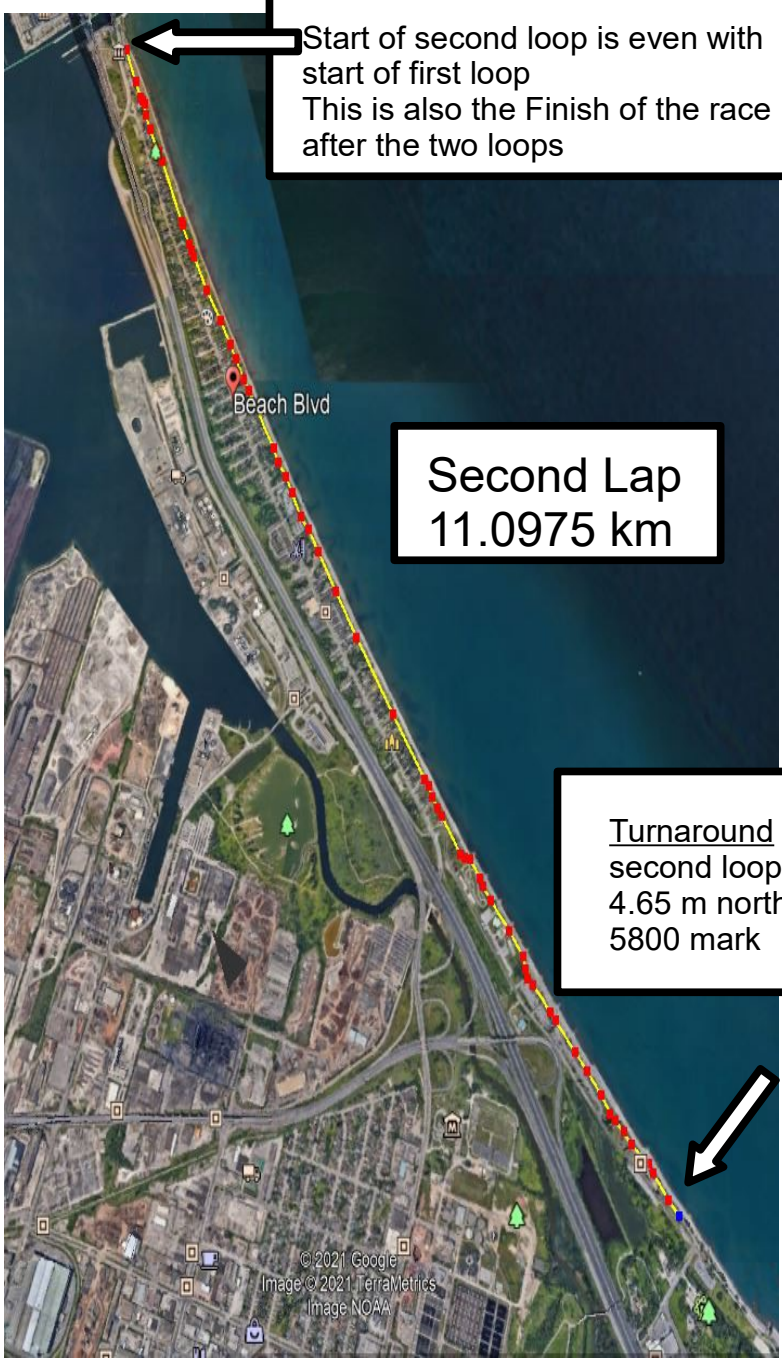 Start of second loop is even with
start of first loop
This is also the Finish of the race
after the two loops
Beach Blvd
Second Lap
11.0975 km
Turnaround
second loop
4.65 m north
5800 mark
M
© 2021 Google
Image © 2021 TerraMetrics
Image NOAA